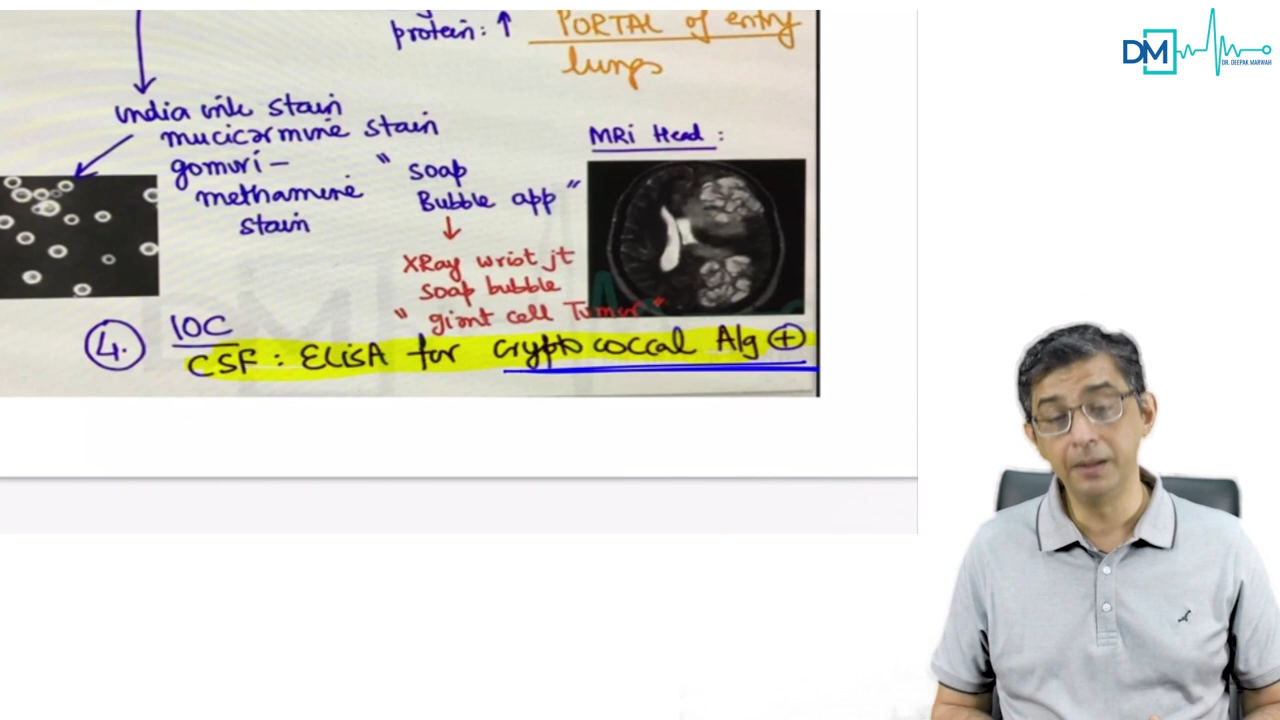 protein: ↑
PORTAL of entry
lungs
india ink stain
mucicarmine stain
gomuri-
methamine
stain
" soap
Bubble app "
↓
XRay wrist jt
soap bubble
" giant cell Tumor "
MRi Head :
4. IOC
CSF : ELiSA for cryptococcal A/g +
DM
DR. DEEPAK MARWAH